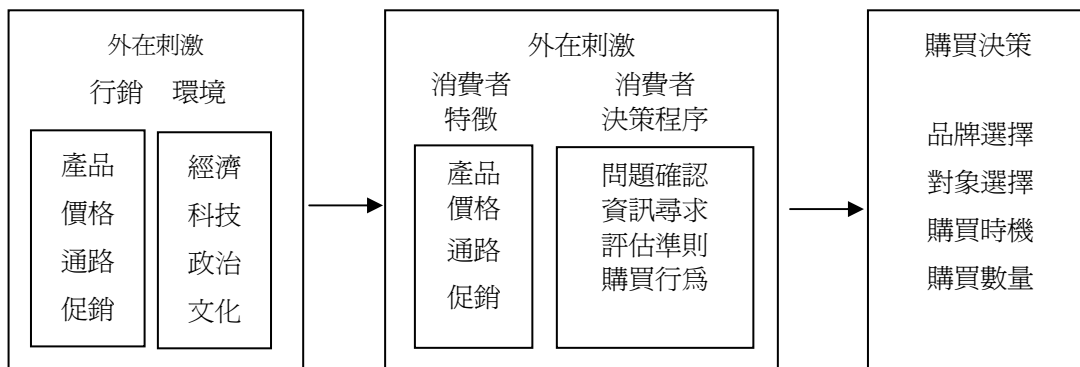 外在刺激
行銷 環境
產品
價格
通路
促銷
經濟
科技
政治
文化
外在刺激
消費者
特徵
消費者
決策程序
產品
價格
通路
促銷
問題確認
資訊尋求
評估準則
購買行為
購買決策
品牌選擇
對象選擇
購買時機
購買數量